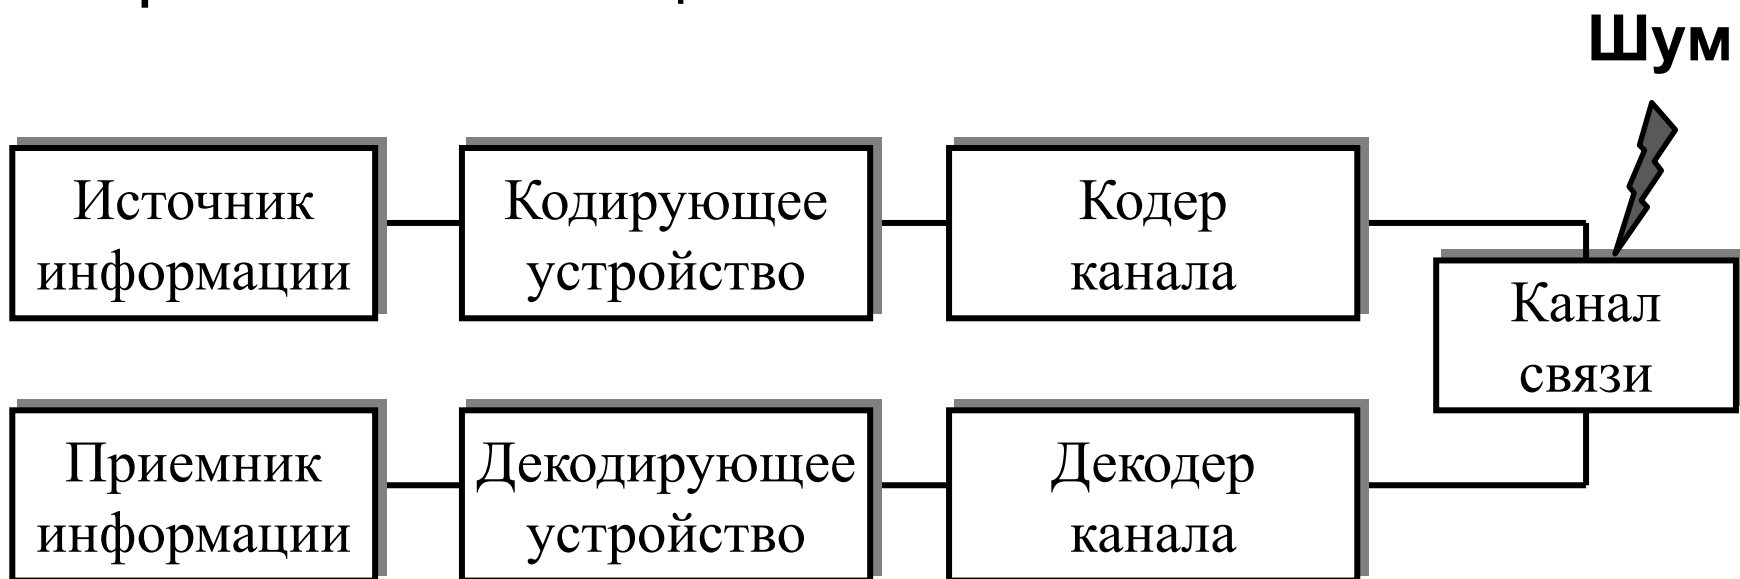 Шум
Источник
информации
Кодирующее
устройство
Кодер
канала
Канал
связи
Приемник
информации
Декодирующее
устройство
Декодер
канала